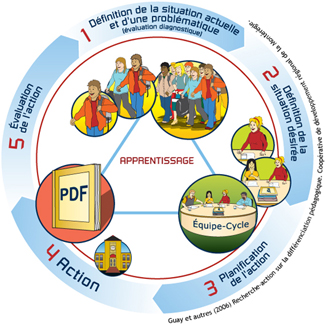 1 Définition de la situation actuelle
et d'une problématique
(évaluation diagnostique)
2 Définition de la
situation désirée
3 Planification
de l'action
4 Action
5 Évaluation
de l'action
APPRENTISSAGE
PDF
Équipe-Cycle
Guay et autres (2006) Recherche-action sur la différenciation pédagogique. Coopérative de développement régional de la Montérégie.